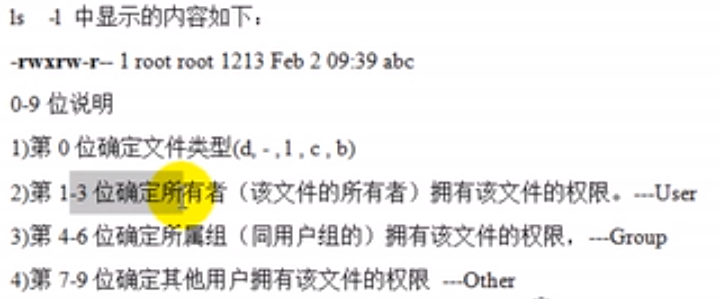 ls -l 中显示的内容如下：
-rwxrw-r-- 1 root root 1213 Feb 2 09:39 abc
0-9 位说明
1)第 0 位确定文件类型(d, - , l , c , b)
2)第 1-3 位确定所有者（该文件的所有者）拥有该文件的权限。---User
3)第 4-6 位确定所属组（同用户组的）拥有该文件的权限，---Group
4)第 7-9 位确定其他用户拥有该文件的权限 ---Other